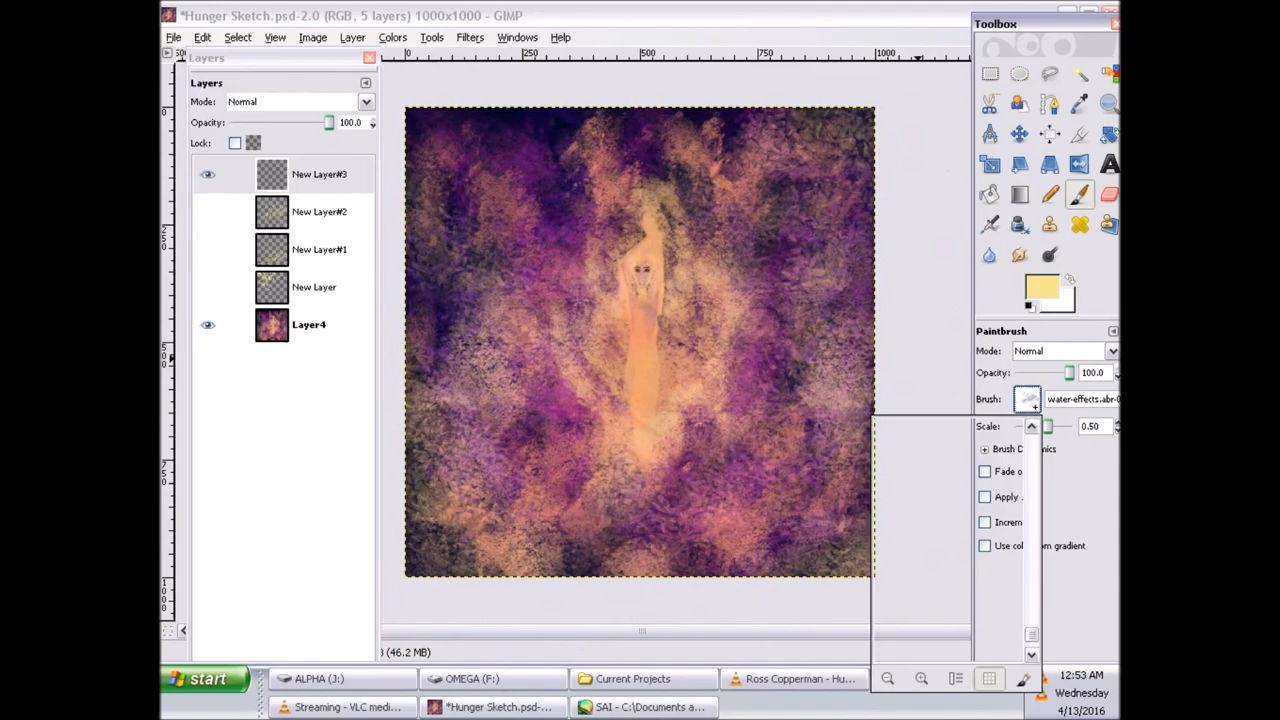 *Hunger Sketch.psd-2.0 (RGB, 5 layers) 1000x1000 - GIMP
File Edit Select View Image Layer Colors Tools Filters Windows Help
0 250 500 750 1000
Layers
Layers
Mode: Normal
Opacity: 100.0
Lock:
New Layer#3
New Layer#2
New Layer#1
New Layer
Layer4
Toolbox
Paintbrush
Mode: Normal
Opacity: 100.0
Brush: water-effects.abr-0
Scale: 0.50
Brush D mics
Fade o
Apply
Increm
Use col om gradient
(46.2 MB)
start
ALPHA (J:)
OMEGA (F:)
Current Projects
Ross Copperman - Hu...
Streaming - VLC medi...
*Hunger Sketch.psd-...
SAI - C:\Documents a...
12:53 AM
Wednesday
4/13/2016